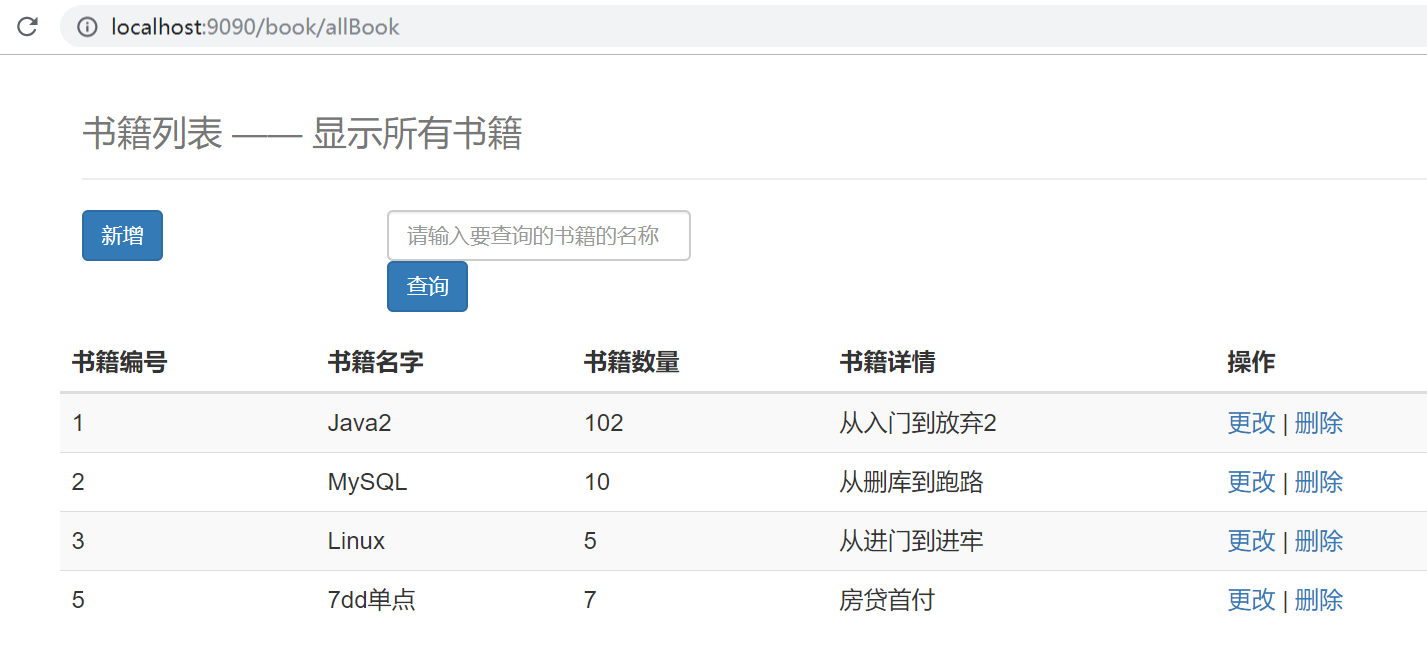 localhost:9090/book/allBook
书籍列表 —— 显示所有书籍
新增 请输入要查询的书籍的名称
查询
书籍编号 书籍名字 书籍数量 书籍详情 操作
1 Java2 102 从入门到放弃2 更改 | 删除
2 MySQL 10 从删库到跑路 更改 | 删除
3 Linux 5 从进门到进牢 更改 | 删除
5 7dd单点 7 房贷首付 更改 | 删除